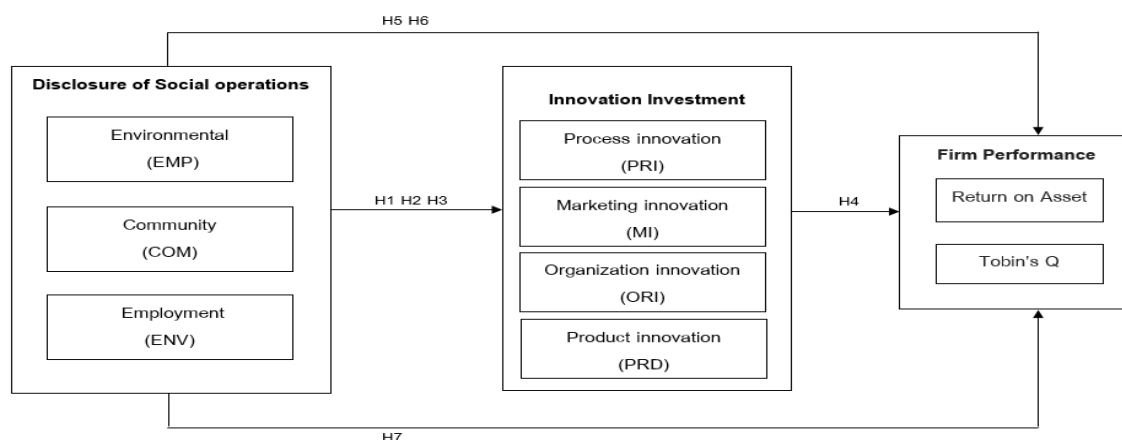 H5 H6
Disclosure of Social operations
Environmental
(EMP)
Community
(COM)
Employment
(ENV)
H1 H2 H3
Innovation Investment
Process innovation
(PRI)
Marketing innovation
(MI)
Organization innovation
(ORI)
Product innovation
(PRD)
H4
Firm Performance
Return on Asset
Tobin's Q
H7